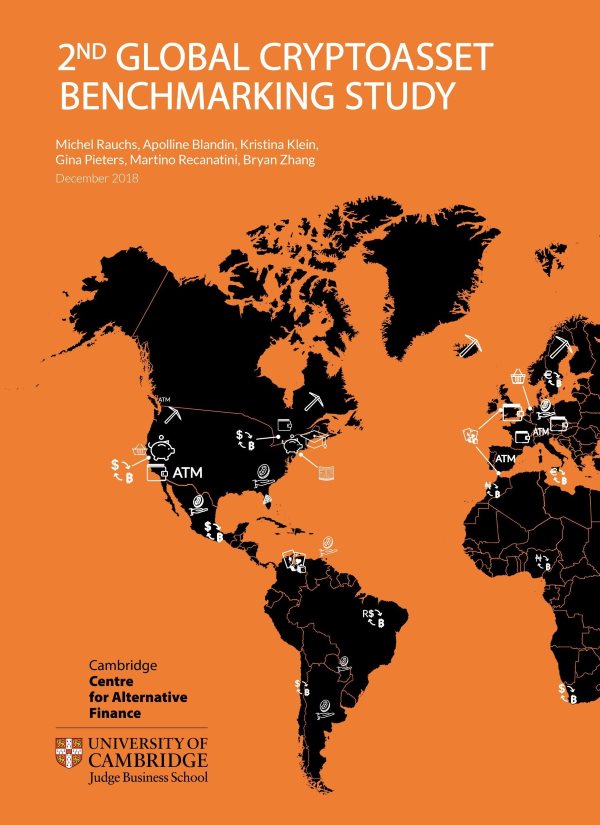 2ND GLOBAL CRYPTOASSET
BENCHMARKING STUDY
Michel Rauchs, Apolline Blandin, Kristina Klein,
Gina Pieters, Martino Recanatini, Bryan Zhang
December 2018
ATM
ATM
ATM
ATM
R$
Cambridge
Centre
for Alternative
Finance
UNIVERSITY OF
CAMBRIDGE
Judge Business School